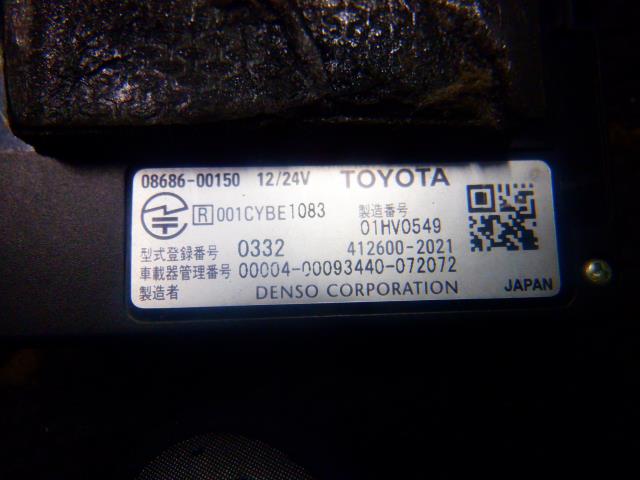 08686-00150 12/24V TOYOTA
R 001CYBE1083 製造番号
01HV0549
型式登録番号 0332 412600-2021
車載器管理番号 00004-00093440-072072
製造者 DENSO CORPORATION JAPAN